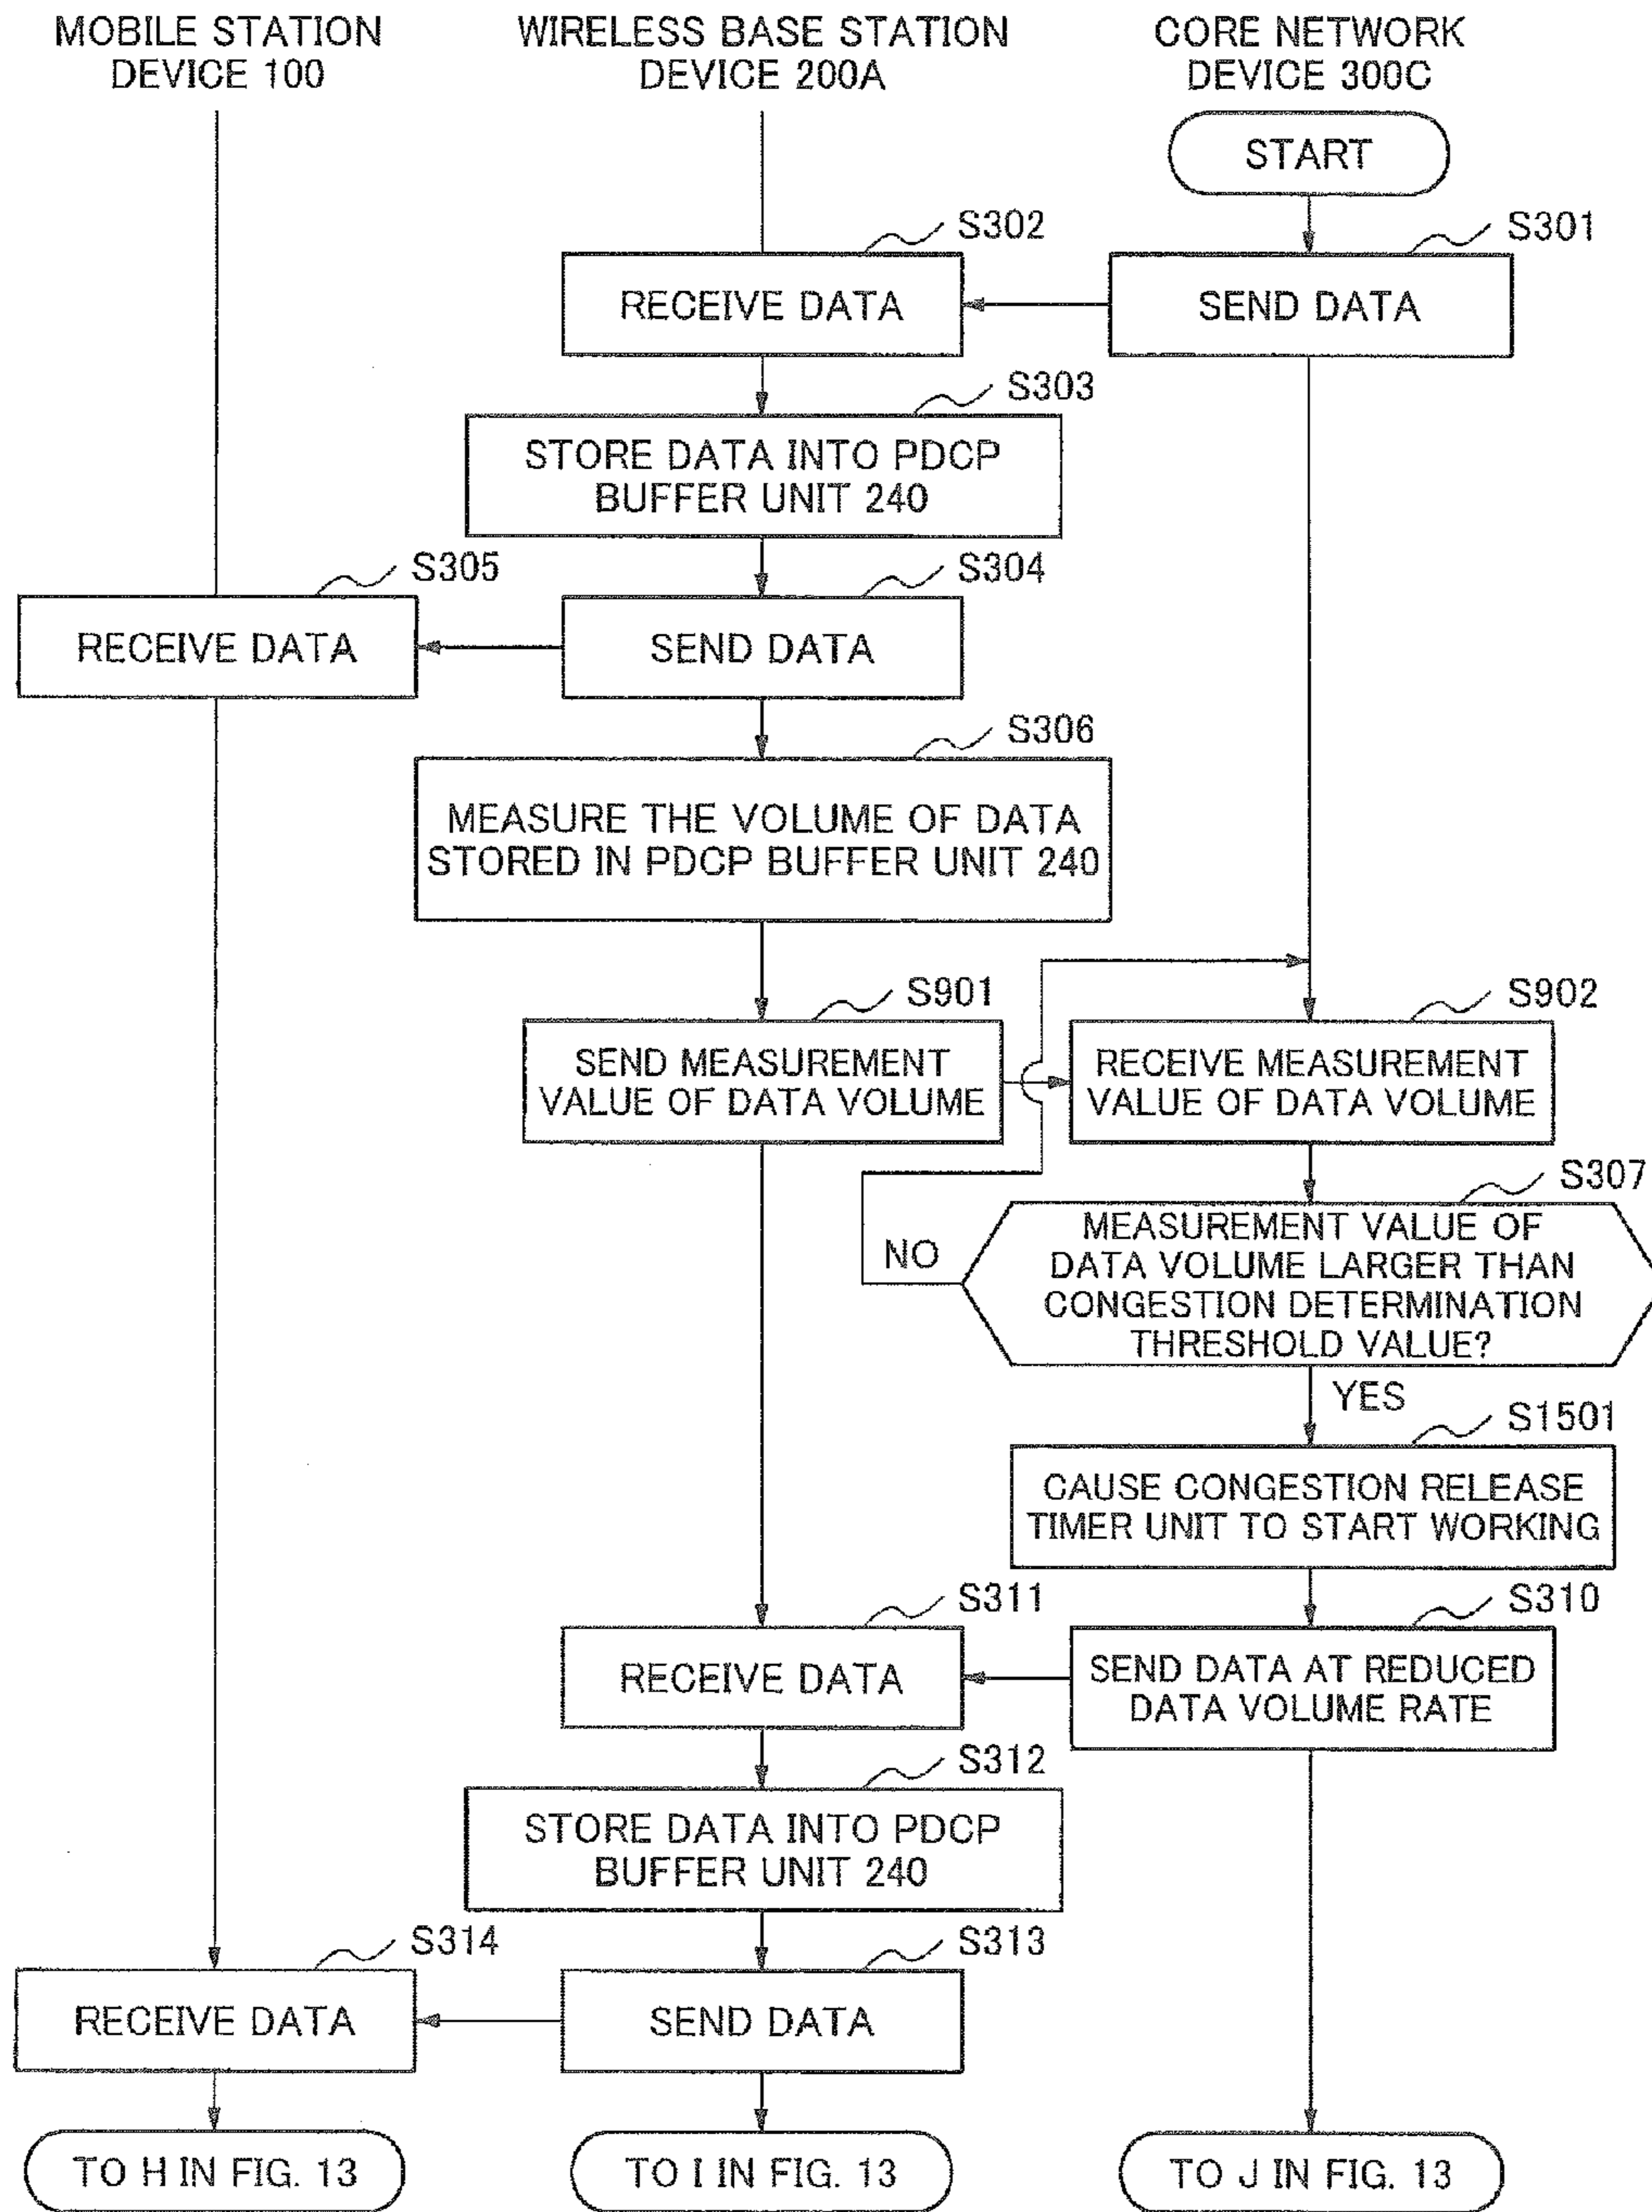 MOBILE STATION
DEVICE 100
WIRELESS BASE STATION
DEVICE 200A
CORE NETWORK
DEVICE 300C
START
S302
S301
RECEIVE DATA
SEND DATA
S303
STORE DATA INTO PDCP
BUFFER UNIT 240
S305
S304
RECEIVE DATA
SEND DATA
S306
MEASURE THE VOLUME OF DATA
STORED IN PDCP BUFFER UNIT 240
S901
S902
SEND MEASUREMENT
VALUE OF DATA VOLUME
RECEIVE MEASUREMENT
VALUE OF DATA VOLUME
S307
NO
MEASUREMENT VALUE OF
DATA VOLUME LARGER THAN
CONGESTION DETERMINATION
THRESHOLD VALUE?
YES
S1501
CAUSE CONGESTION RELEASE
TIMER UNIT TO START WORKING
S311
S310
RECEIVE DATA
SEND DATA AT REDUCED
DATA VOLUME RATE
S312
STORE DATA INTO PDCP
BUFFER UNIT 240
S314
S313
RECEIVE DATA
SEND DATA
TO H IN FIG. 13
TO I IN FIG. 13
TO J IN FIG. 13